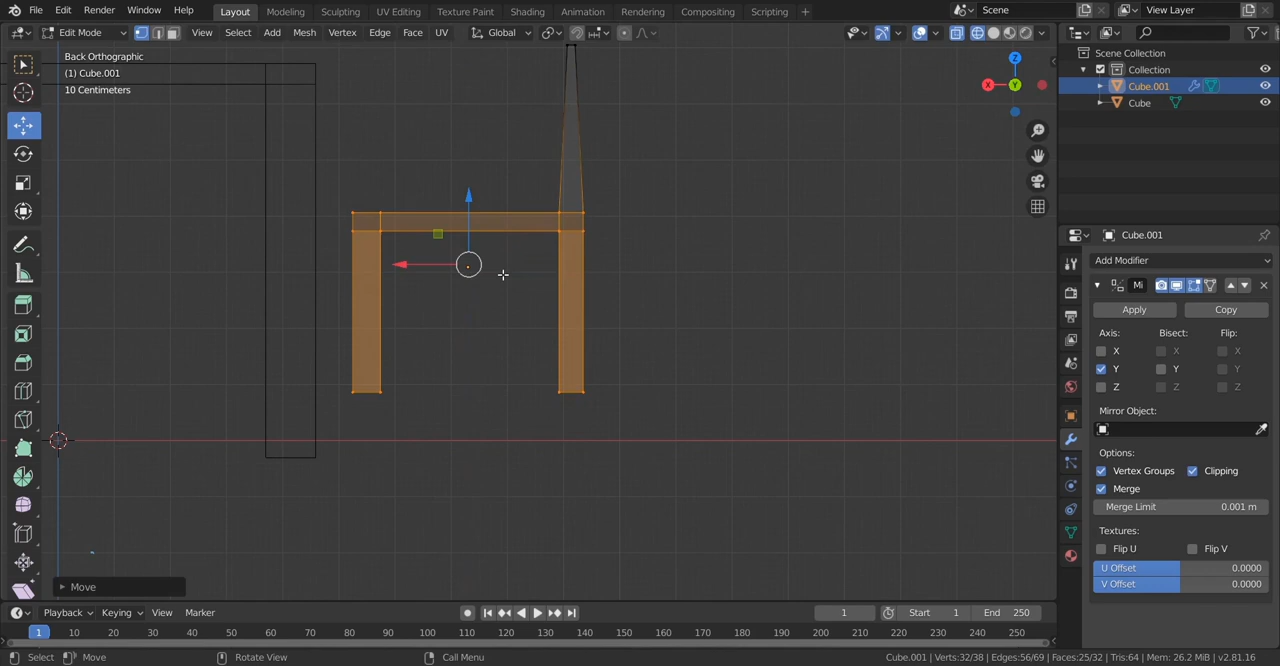 File Edit Render Window Help Layout Modeling Sculpting UV Editing Texture Paint Shading Animation Rendering Compositing Scripting + Scene View Layer
Edit Mode View Select Add Mesh Vertex Edge Face UV Global
Back Orthographic
(1) Cube.001
10 Centimeters
Z
X
Y
Move
Scene Collection
Collection
Cube.001
Cube
Cube.001
Add Modifier
Mi
Apply Copy
Axis: Bisect: Flip:
X X X
Y Y Y
Z Z Z
Mirror Object:
Options:
Vertex Groups Clipping
Merge
Merge Limit 0.001 m
Textures:
Flip U Flip V
U Offset 0.0000
V Offset 0.0000
Playback Keying View Marker 1 Start 1 End 250
1 10 20 30 40 50 60 70 80 90 100 110 120 130 140 150 160 170 180 190 200 210 220 230 240 250
Select Move Rotate View Call Menu Cube.001 | Verts:32/38 | Edges:56/69 | Faces:25/32 | Tris:64 | Mem: 26.2 MiB | v2.81.16